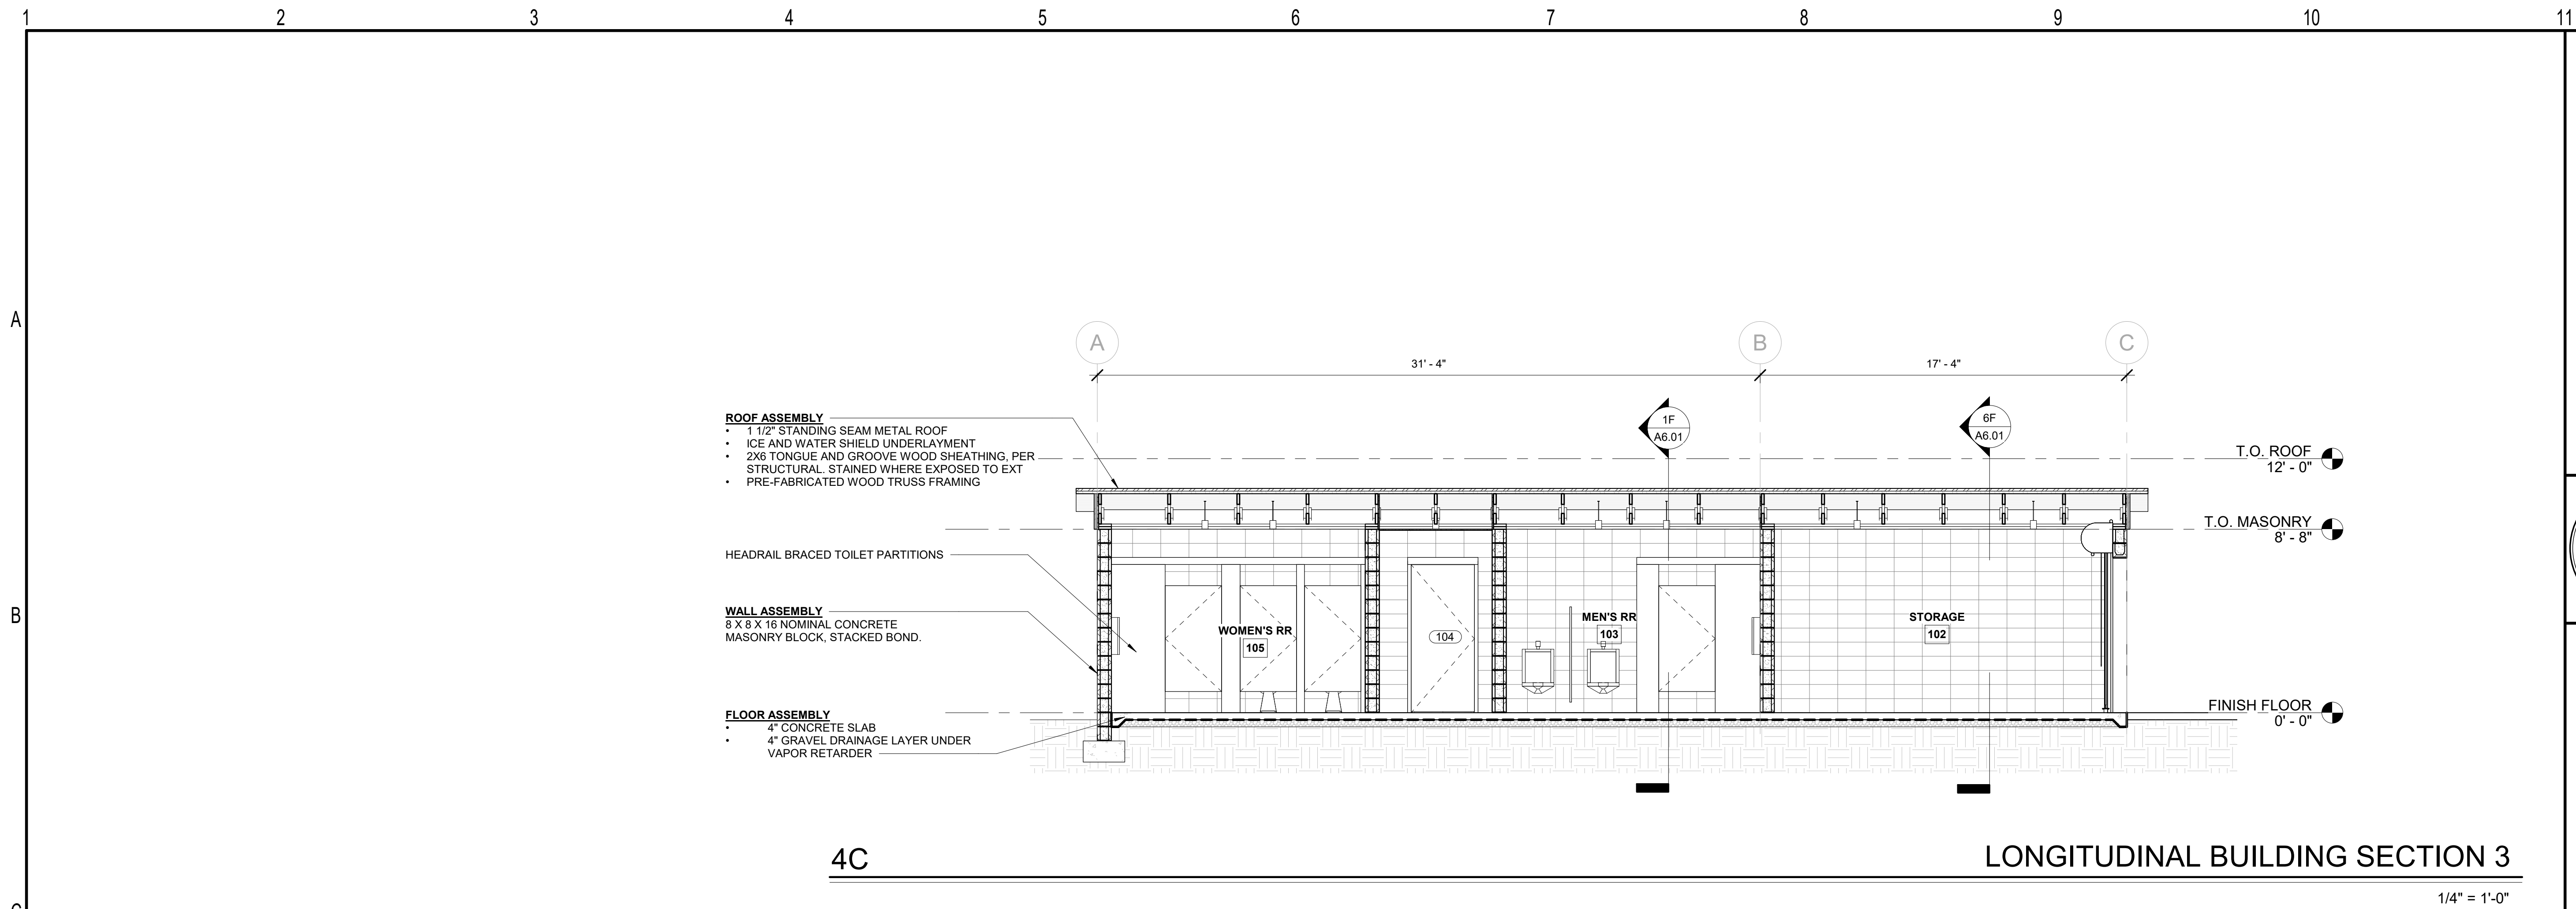 1 2 3 4 5 6 7 8 9 10 11
A
A B C
31' - 4" 17' - 4"
ROOF ASSEMBLY
• 1 1/2" STANDING SEAM METAL ROOF
• ICE AND WATER SHIELD UNDERLAYMENT
• 2X6 TONGUE AND GROOVE WOOD SHEATHING, PER
STRUCTURAL. STAINED WHERE EXPOSED TO EXT
• PRE-FABRICATED WOOD TRUSS FRAMING
1F
A6.01
6F
A6.01
T.O. ROOF
12' - 0"
T.O. MASONRY
8' - 8"
HEADRAIL BRACED TOILET PARTITIONS
B
WALL ASSEMBLY
8 X 8 X 16 NOMINAL CONCRETE
MASONRY BLOCK, STACKED BOND.
WOMEN'S RR
105
104
MEN'S RR
103
STORAGE
102
FLOOR ASSEMBLY
• 4" CONCRETE SLAB
• 4" GRAVEL DRAINAGE LAYER UNDER
VAPOR RETARDER
FINISH FLOOR
0' - 0"
4C
LONGITUDINAL BUILDING SECTION 3
1/4" = 1'-0"